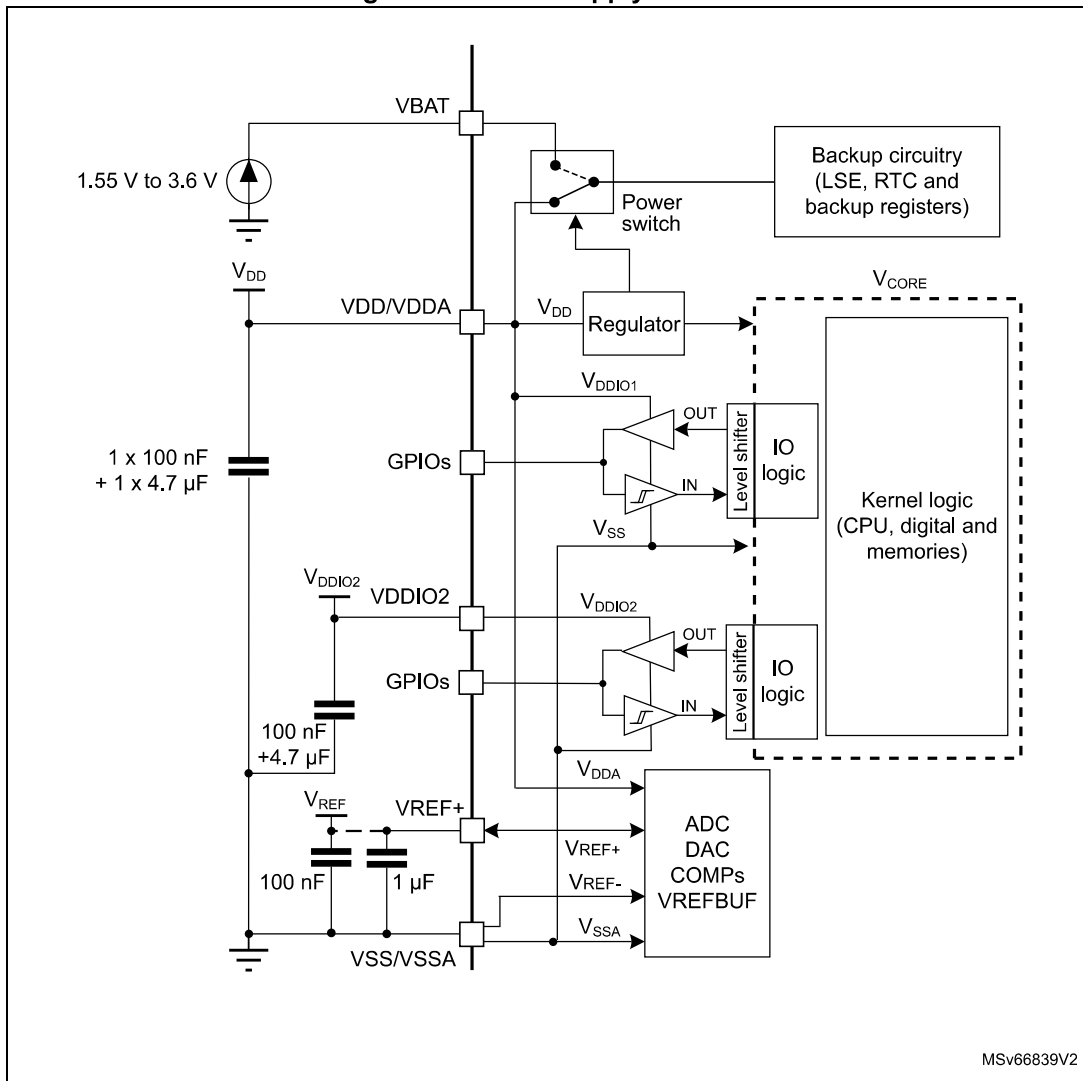 VBAT
1.55 V to 3.6 V
Power
switch
Backup circuitry
(LSE, RTC and
backup registers)
VDD
VDD/VDDA
VDD
Regulator
VCORE
VDDIO1
OUT
GPIOs
IN
Level shifter
IO
logic
1 x 100 nF
+ 1 x 4.7 µF
VSS
Kernel logic
(CPU, digital and
memories)
VDDIO2
VDDIO2
VDDIO2
OUT
GPIOs
IN
Level shifter
IO
logic
100 nF
+4.7 µF
VDDA
VREF
VREF+
VREF+
100 nF
1 µF
VREF-
VSSA
VSS/VSSA
ADC
DAC
COMPs
VREFBUF
MSv66839V2